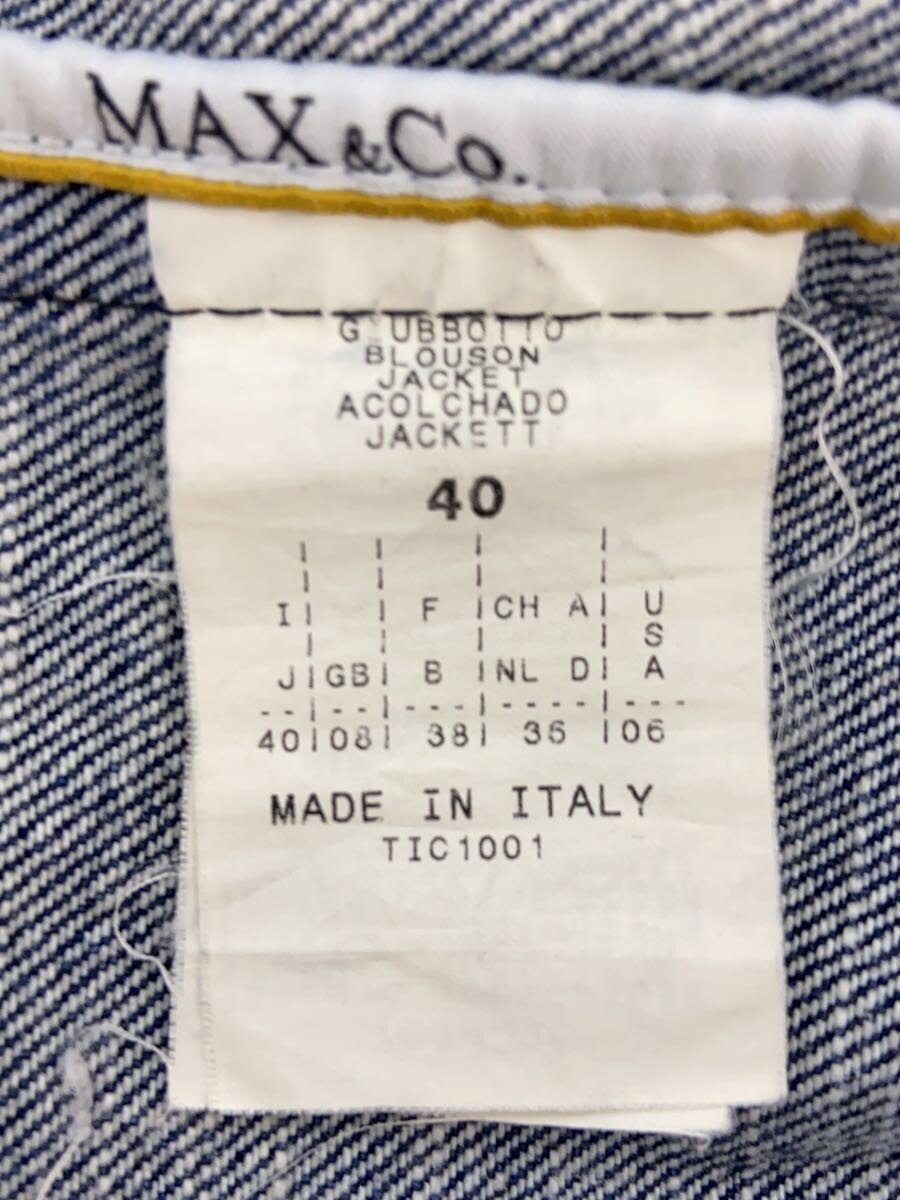 MAX & Co.
GIUBBOTTO
BLOUSON
JACKET
ACOLCHADO
JACKETT
40
I F CH A U
S
J GB B NL D A
40 08 38 36 06
MADE IN ITALY
TIC1001